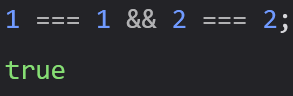 1 === 1 && 2 === 2;
true